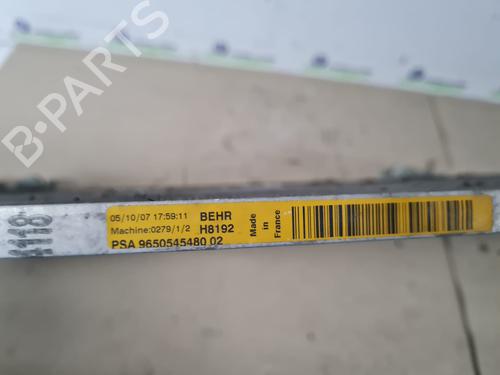 B-PARTS
118
05/10/07 17:59:11 BEHR
Machine:0279/1/2 H8192
PSA 9650545480 02
Made
in
France